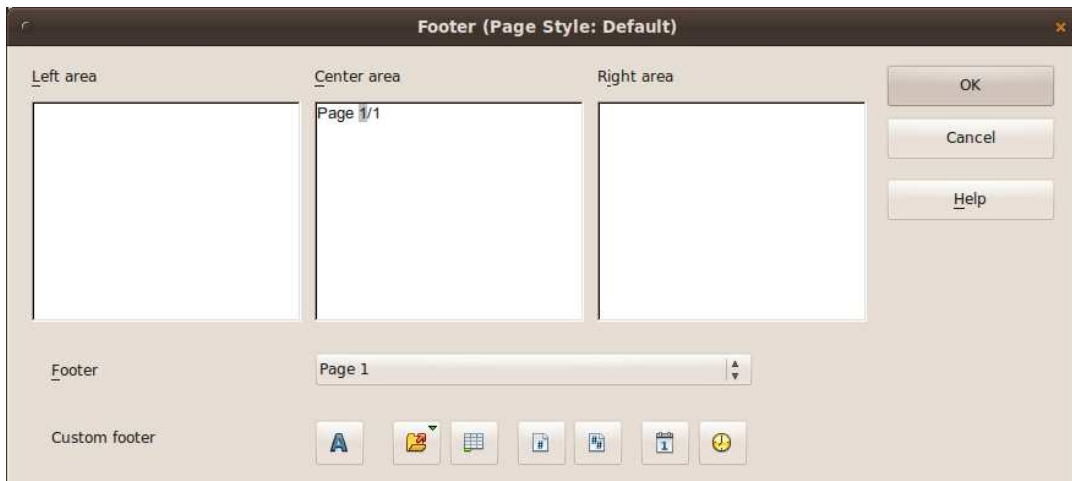 Footer (Page Style: Default)
Left area
Center area
Right area
OK
Page 1/1
Cancel
Help
Footer
Page 1
Custom footer
A
#
#
#
1